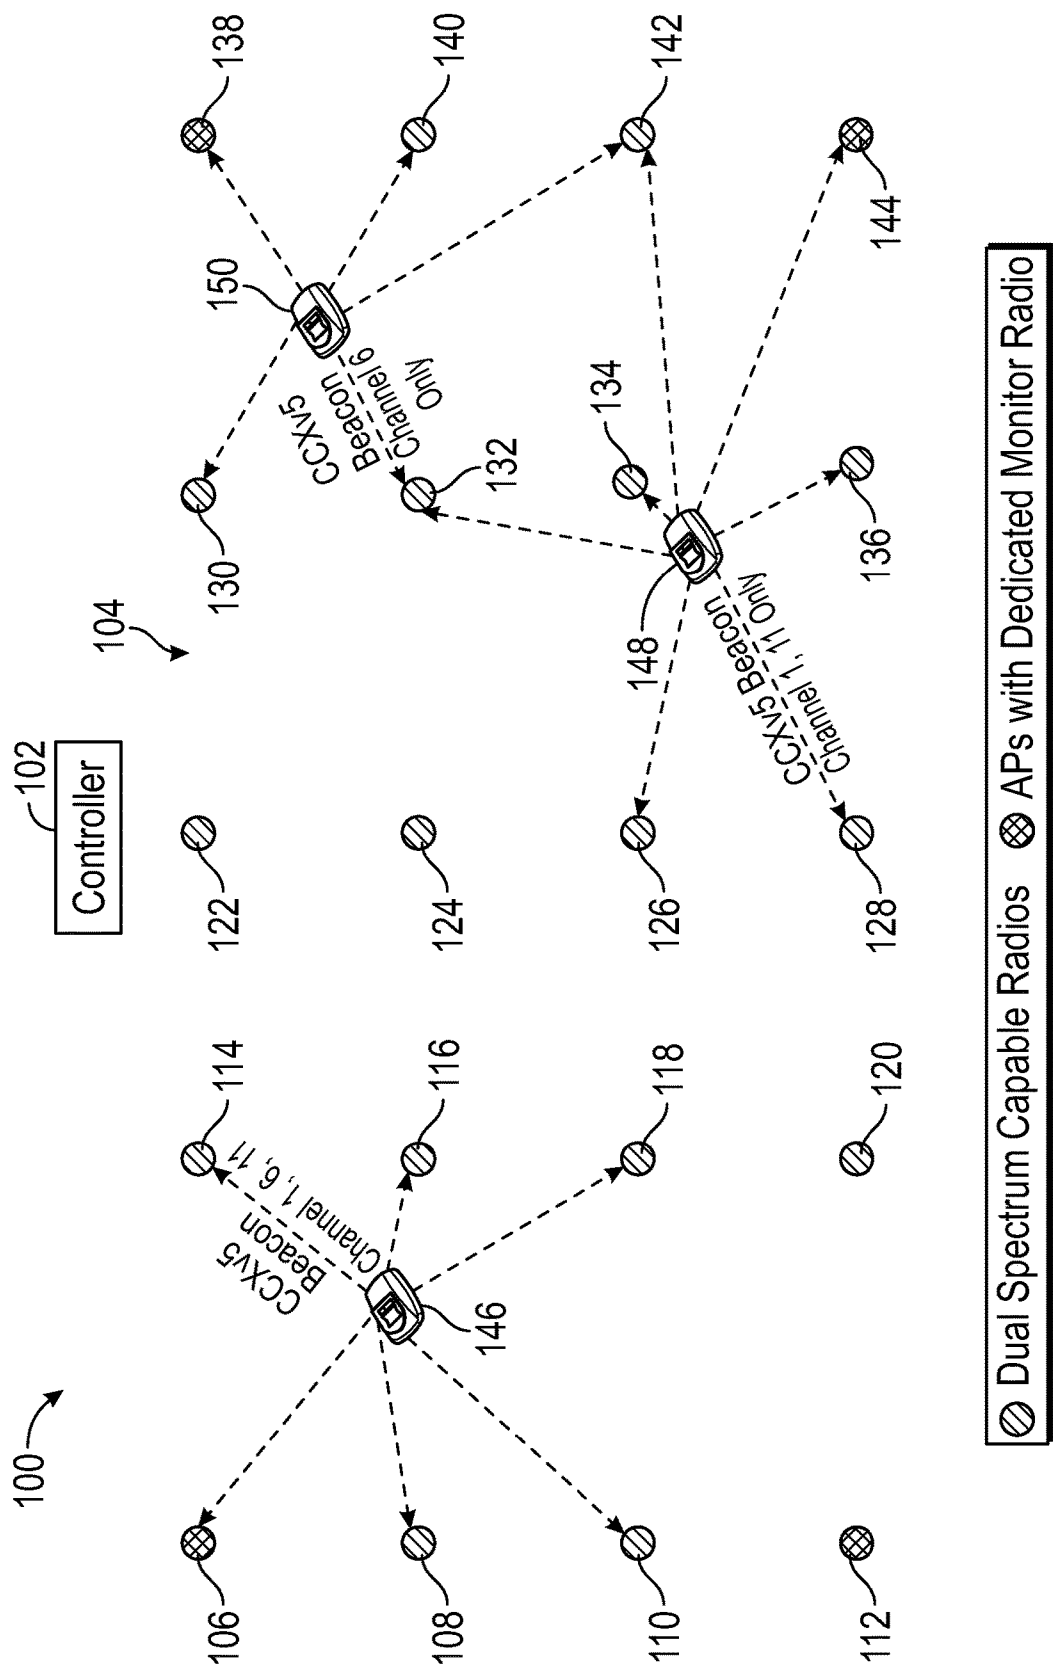 100
102
Controller
104
106
108
110
112
114
116
118
120
122
124
126
128
130
132
134
136
138
140
142
144
146
CCXv5
Beacon
Channel 1, 6, 11
148
CCXv5 Beacon
Channel 1, 11 Only
150
CCXv5
Beacon
Channel 6
Only
Dual Spectrum Capable Radios
APs with Dedicated Monitor Radio